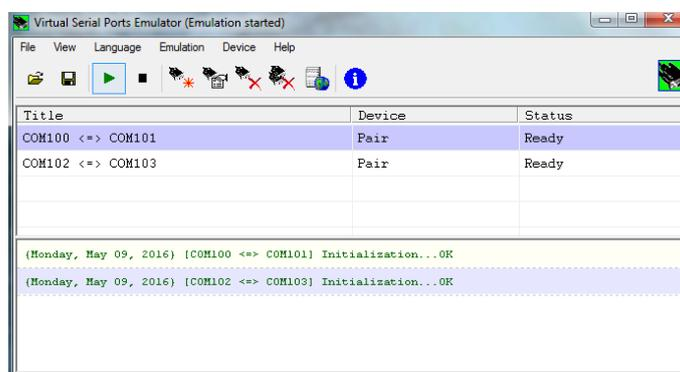 Virtual Serial Ports Emulator (Emulation started)
File View Language Emulation Device Help
Title Device Status
COM100 <=> COM101 Pair Ready
COM102 <=> COM103 Pair Ready
{Monday, May 09, 2016} [COM100 <=> COM101] Initialization...OK
{Monday, May 09, 2016} [COM102 <=> COM103] Initialization...OK